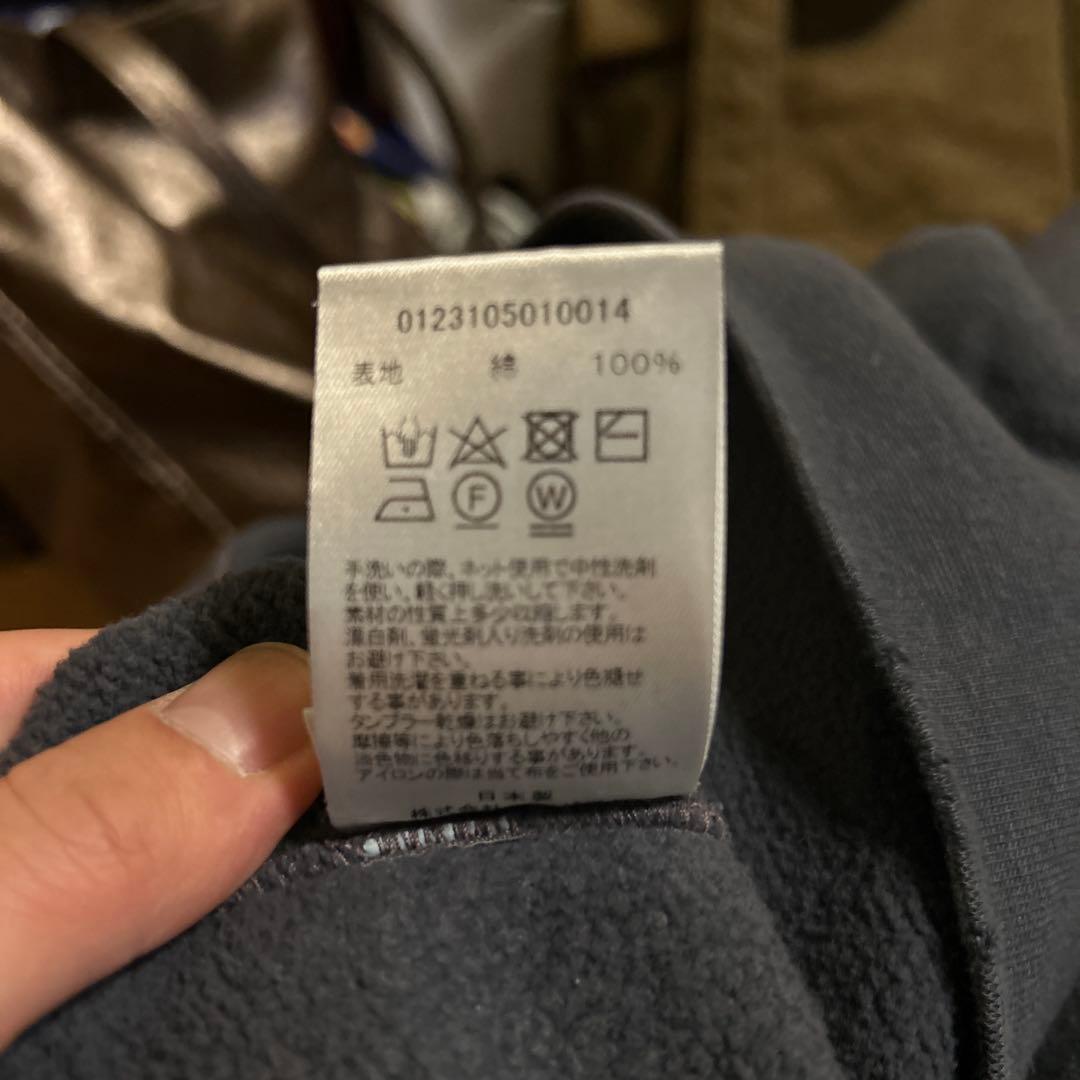 0123105010014
表地 綿 100%
F W
手洗いの際、ネット使用で中性洗剤
を使い、軽く押し洗いして下さい。
素材の性質上多少収縮します。
漂白剤、蛍光剤入り洗剤の使用は
お避け下さい。
着用洗濯を重ねる事により色褪せ
する事があります。
タンブラー乾燥はお避け下さい。
摩擦等により色落ちしやすく他の
淡色物に色移りする事があります。
アイロンの際は当て布をご使用下さい。
日本製
株式会社